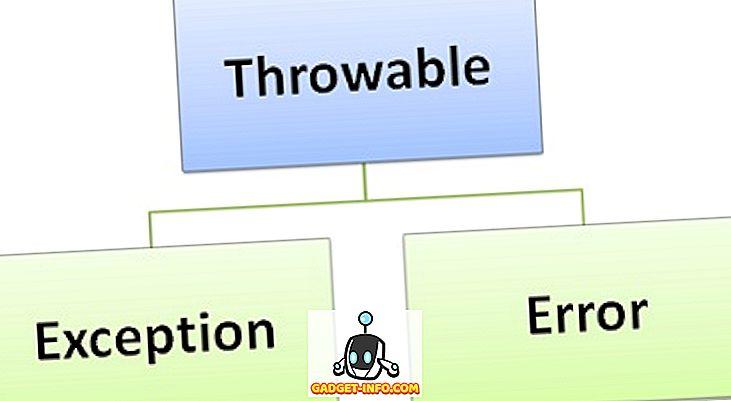 Throwable
Exception
Error
GADGET-INFO.COM